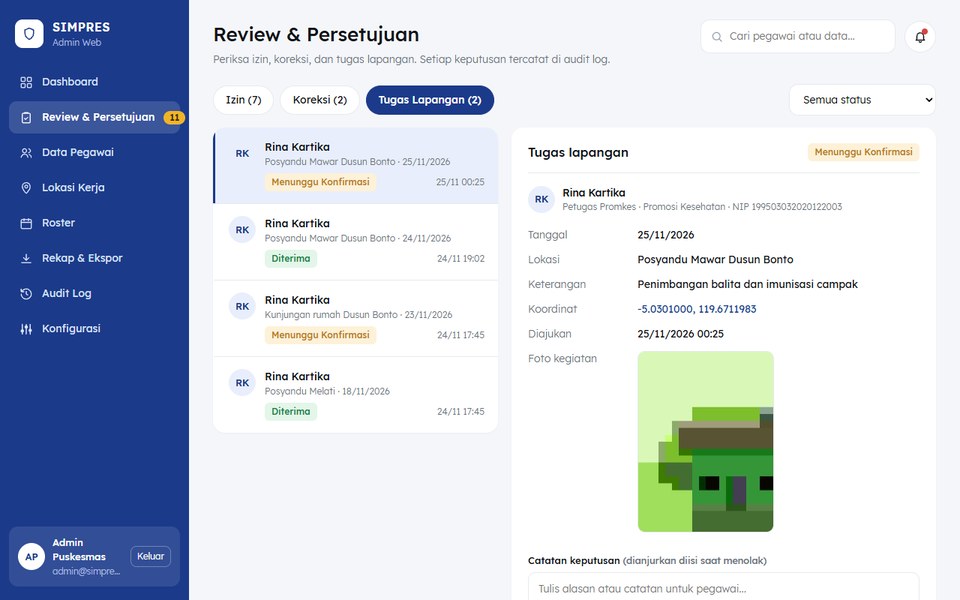 SIMPRES
Admin Web
Dashboard
Review & Persetujuan 11
Data Pegawai
Lokasi Kerja
Roster
Rekap & Ekspor
Audit Log
Konfigurasi
AP
Admin Puskesmas
admin@simpre...
Keluar
Review & Persetujuan
Periksa izin, koreksi, dan tugas lapangan. Setiap keputusan tercatat di audit log.
Cari pegawai atau data...
Izin (7)
Koreksi (2)
Tugas Lapangan (2)
Semua status
RK
Rina Kartika
Posyandu Mawar Dusun Bonto · 25/11/2026
Menunggu Konfirmasi 25/11 00:25
RK
Rina Kartika
Posyandu Mawar Dusun Bonto · 24/11/2026
Diterima 24/11 19:02
RK
Rina Kartika
Kunjungan rumah Dusun Bonto · 23/11/2026
Menunggu Konfirmasi 24/11 17:45
RK
Rina Kartika
Posyandu Melati · 18/11/2026
Diterima 24/11 17:45
Tugas lapangan Menunggu Konfirmasi
RK
Rina Kartika
Petugas Promkes · Promosi Kesehatan · NIP 199503032020122003
Tanggal 25/11/2026
Lokasi Posyandu Mawar Dusun Bonto
Keterangan Penimbangan balita dan imunisasi campak
Koordinat -5.0301000, 119.6711983
Diajukan 25/11/2026 00:25
Foto kegiatan
Catatan keputusan (dianjurkan diisi saat menolak)
Tulis alasan atau catatan untuk pegawai...